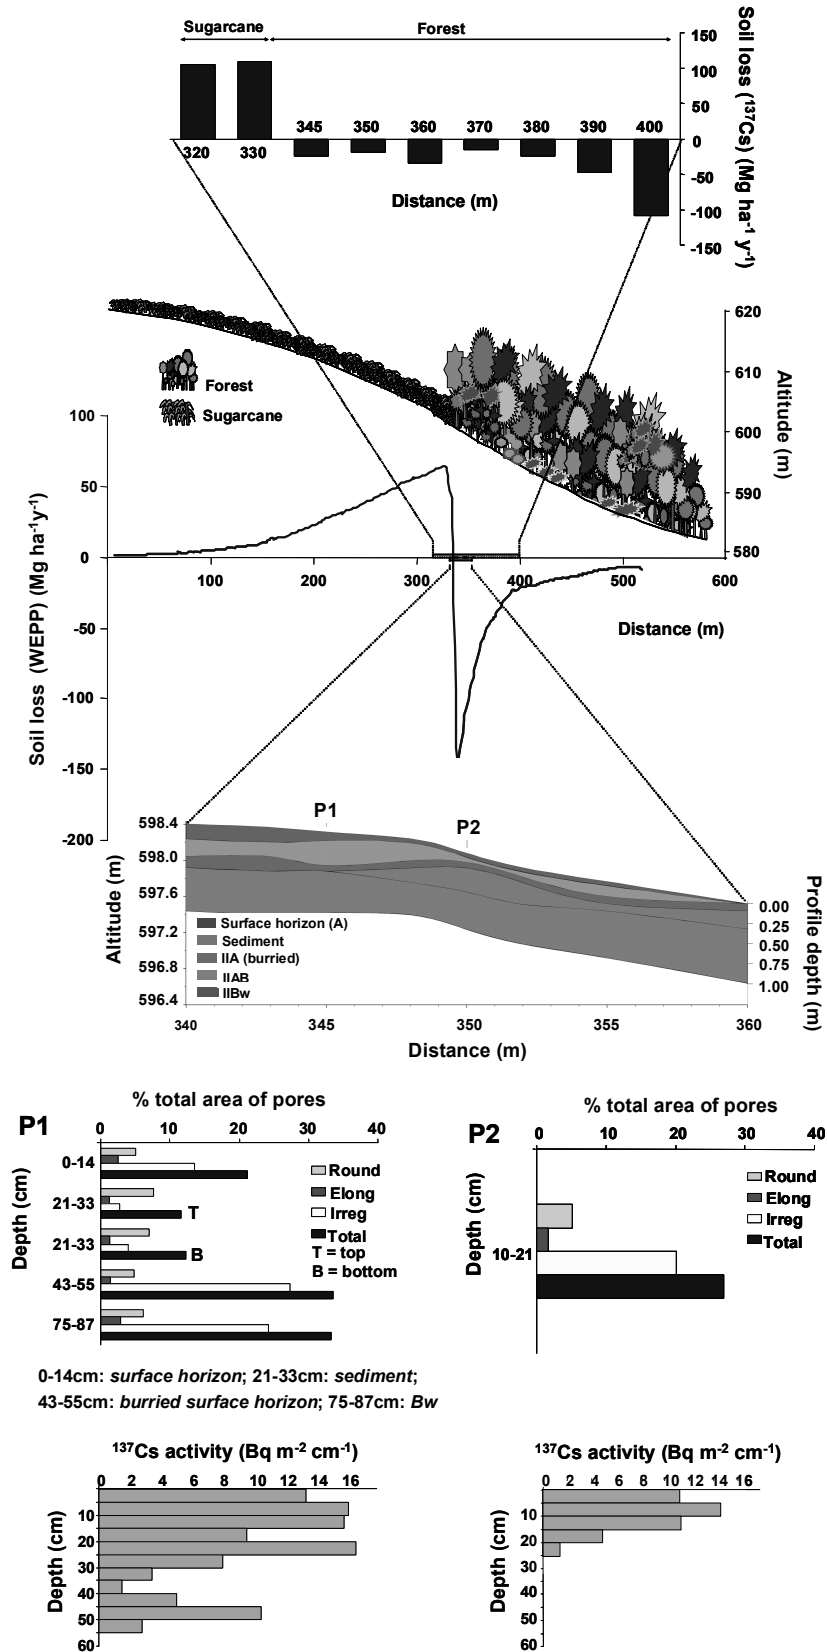 Sugarcane
Forest
320
330
345
350
360
370
380
390
400
Distance (m)
150
100
50
0
-50
-100
-150
Soil loss (¹³⁷Cs) (Mg ha⁻¹ y⁻¹)
Forest
Sugarcane
620
610
600
590
580
Altitude (m)
100
50
0
-50
-100
-150
-200
Soil loss (WEPP) (Mg ha⁻¹y⁻¹)
100
200
300
400
500
600
Distance (m)
P1
P2
598.4
598.0
597.6
597.2
596.8
596.4
Altitude (m)
Surface horizon (A)
Sediment
IIA (burried)
IIAB
IIBw
0.00
0.25
0.50
0.75
1.00
Profile depth (m)
340
345
350
355
360
Distance (m)
P1
% total area of pores
0 10 20 30 40
Depth (cm)
0-14
21-33
T
21-33
B
43-55
75-87
Round
Elong
Irreg
Total
T = top
B = bottom
P2
% total area of pores
0 10 20 30 40
Depth (cm)
10-21
Round
Elong
Irreg
Total
0-14cm: surface horizon; 21-33cm: sediment;
43-55cm: burried surface horizon; 75-87cm: Bw
¹³⁷Cs activity (Bq m⁻² cm⁻¹)
0 2 4 6 8 10 12 14 16
Depth (cm)
10
20
30
40
50
60
¹³⁷Cs activity (Bq m⁻² cm⁻¹)
0 2 4 6 8 10 12 14 16
Depth (cm)
10
20
30
40
50
60